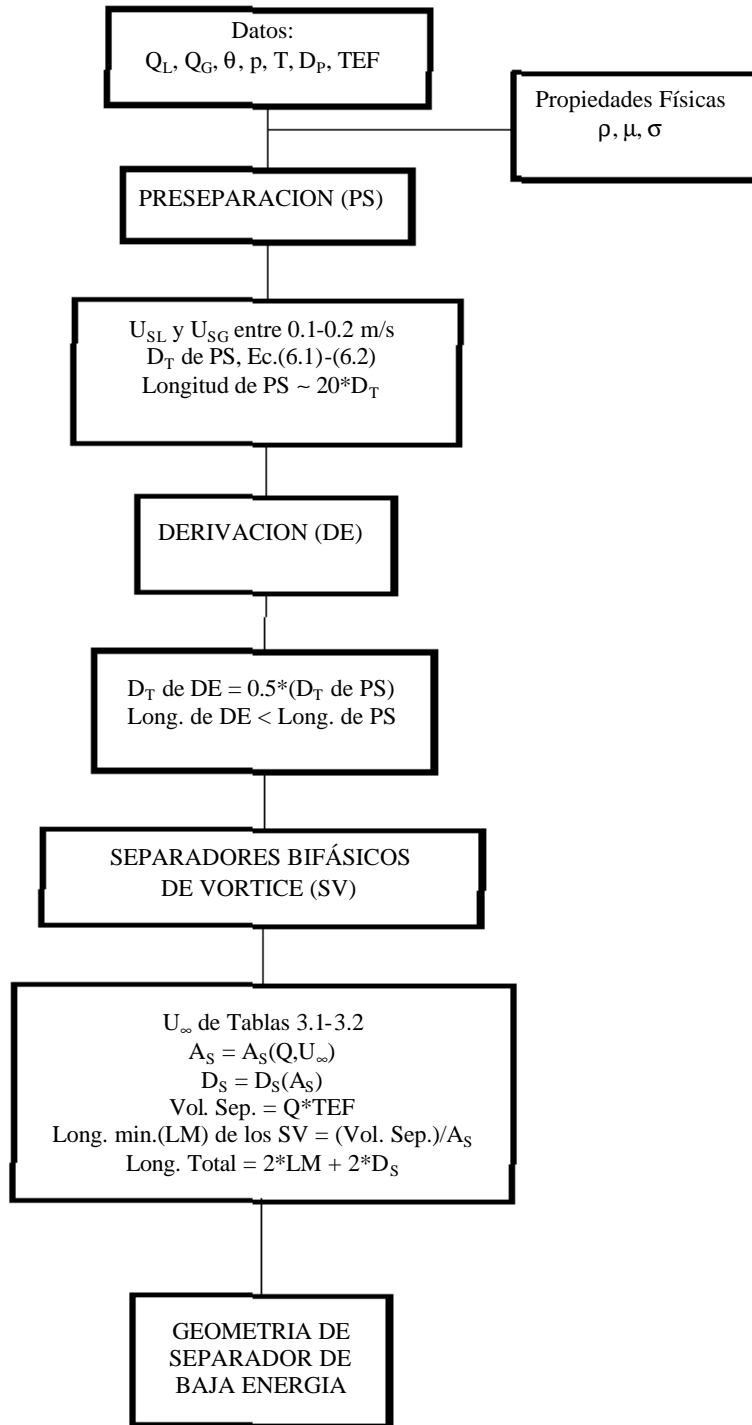 Datos:
Q_L, Q_G, θ, p, T, D_P, TEF
Propiedades Físicas
ρ, μ, σ
PRESEPARACION (PS)
U_SL y U_SG entre 0.1-0.2 m/s
D_T de PS, Ec.(6.1)-(6.2)
Longitud de PS ~ 20*D_T
DERIVACION (DE)
D_T de DE = 0.5*(D_T de PS)
Long. de DE < Long. de PS
SEPARADORES BIFÁSICOS
DE VORTICE (SV)
U_∞ de Tablas 3.1-3.2
A_S = A_S(Q,U_∞)
D_S = D_S(A_S)
Vol. Sep. = Q*TEF
Long. min.(LM) de los SV = (Vol. Sep.)/A_S
Long. Total = 2*LM + 2*D_S
GEOMETRIA DE
SEPARADOR DE
BAJA ENERGIA